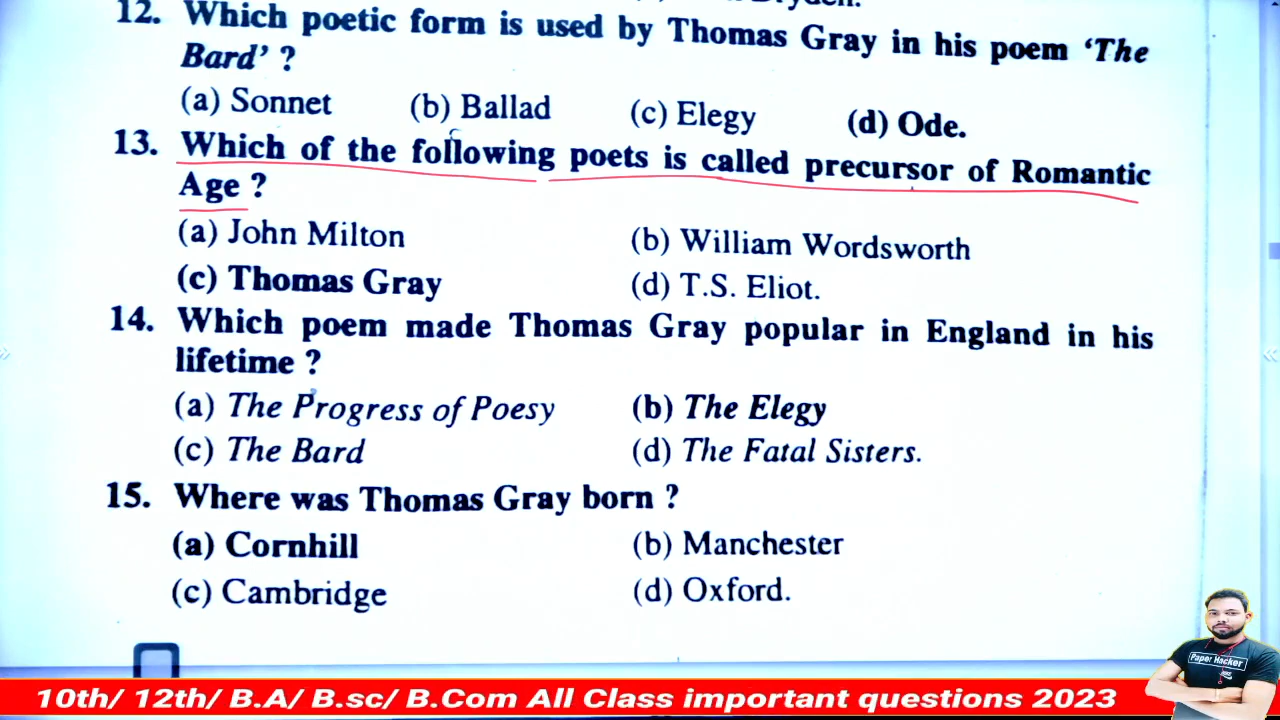 Dryden.
12. Which poetic form is used by Thomas Gray in his poem ‘The
Bard’ ?
(a) Sonnet (b) Ballad (c) Elegy (d) Ode.
13. Which of the following poets is called precursor of Romantic
Age ?
(a) John Milton (b) William Wordsworth
(c) Thomas Gray (d) T.S. Eliot.
14. Which poem made Thomas Gray popular in England in his
lifetime ?
(a) The Progress of Poesy (b) The Elegy
(c) The Bard (d) The Fatal Sisters.
15. Where was Thomas Gray born ?
(a) Cornhill (b) Manchester
(c) Cambridge (d) Oxford.
Paper Hacker
10th/ 12th/ B.A/ B.sc/ B.Com All Class important questions 2023